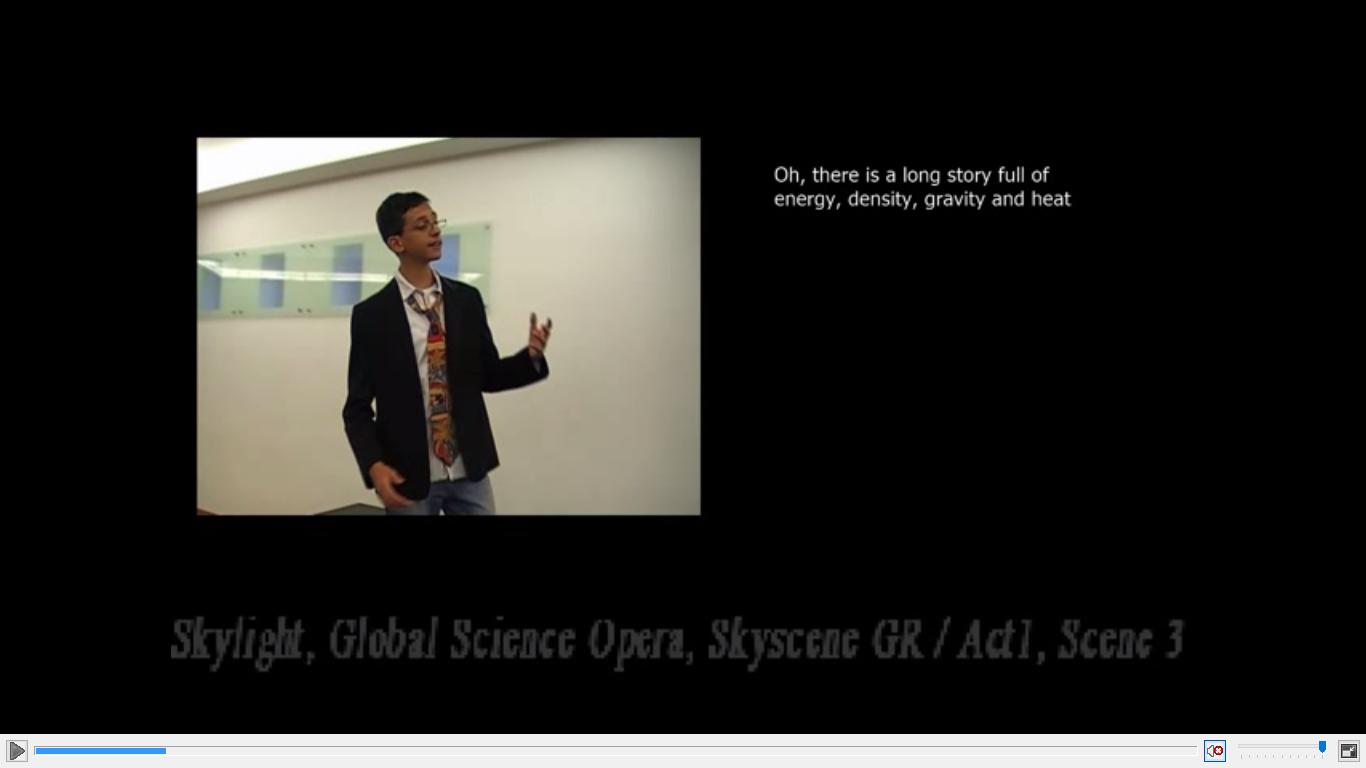 Oh, there is a long story full of
energy, density, gravity and heat
Skylight, Global Science Opera, Skyscene GR / Act1, Scene 3